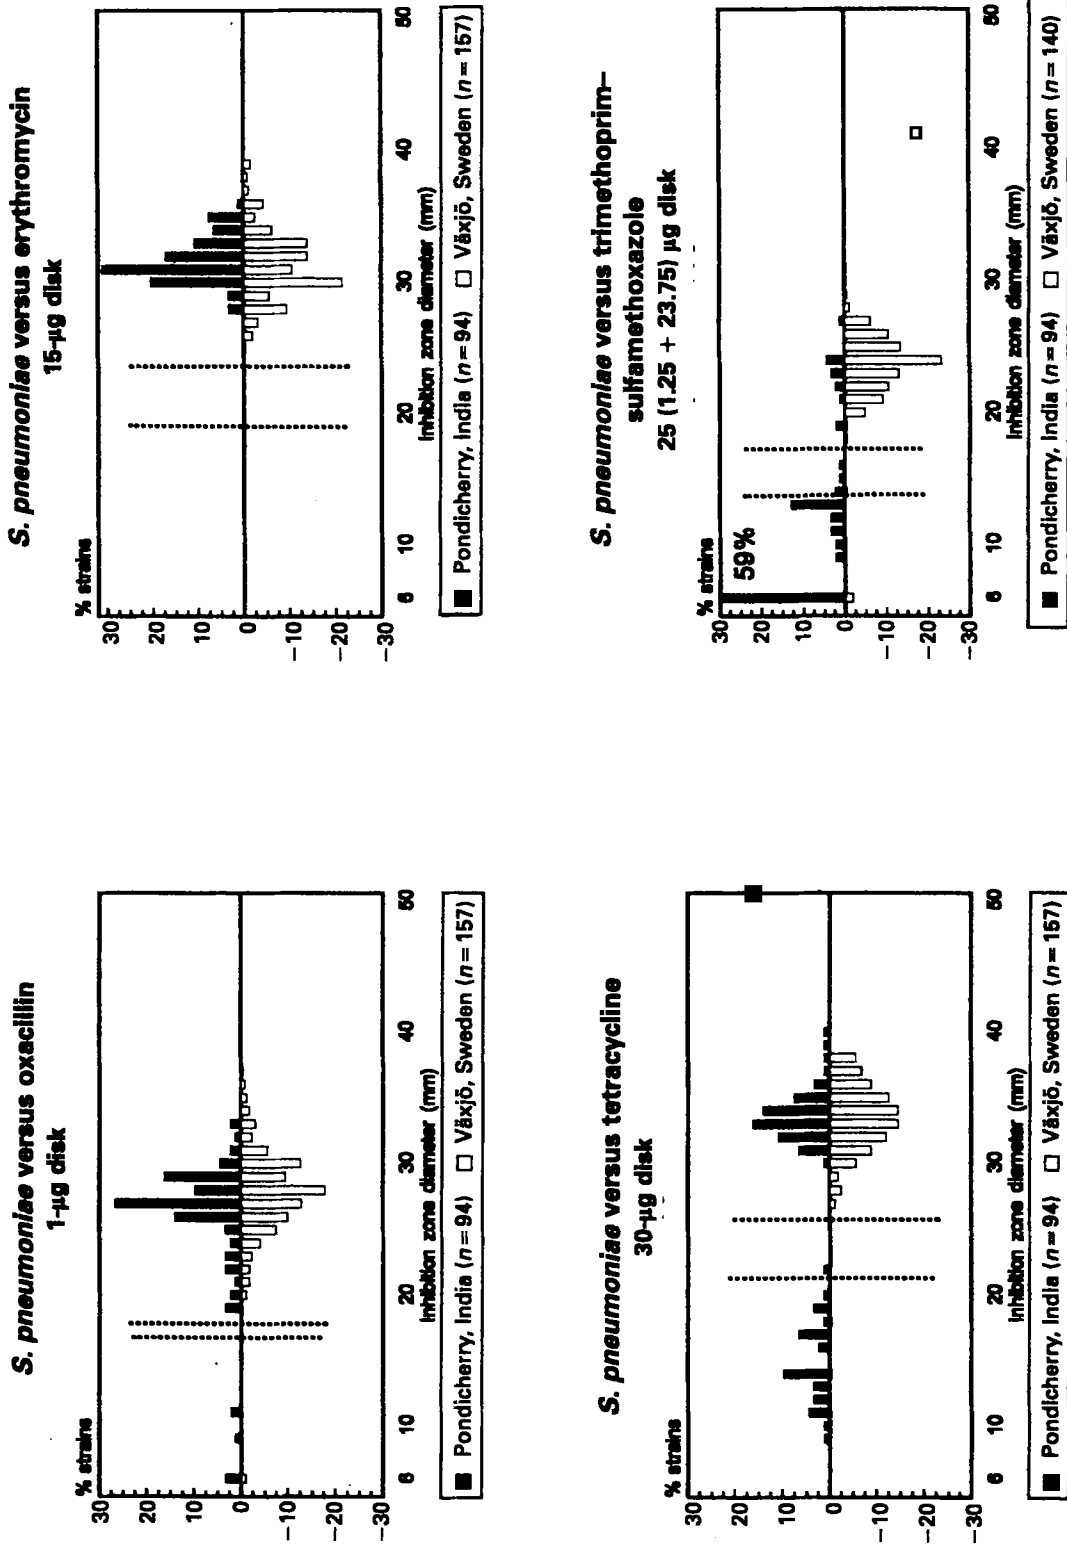 S. pneumoniae versus oxacillin
1-µg disk
% strains
30
20
10
0
−10
−20
−30
6 10 20 30 40 50
Inhibition zone diameter (mm)
■ Pondicherry, India (n=94) □ Växjö, Sweden (n=157)
S. pneumoniae versus erythromycin
15-µg disk
% strains
30
20
10
0
−10
−20
−30
6 10 20 30 40 50
Inhibition zone diameter (mm)
■ Pondicherry, India (n=94) □ Växjö, Sweden (n=157)
S. pneumoniae versus tetracycline
30-µg disk
% strains
30
20
10
0
−10
−20
−30
6 10 20 30 40 50
Inhibition zone diameter (mm)
■ Pondicherry, India (n=94) □ Växjö, Sweden (n=157)
S. pneumoniae versus trimethoprim–
sulfamethoxazole
25 (1.25 + 23.75) µg disk
% strains
30
20
10
0
−10
−20
−30
59%
6 10 20 30 40 50
Inhibition zone diameter (mm)
■ Pondicherry, India (n=94) □ Växjö, Sweden (n=140)